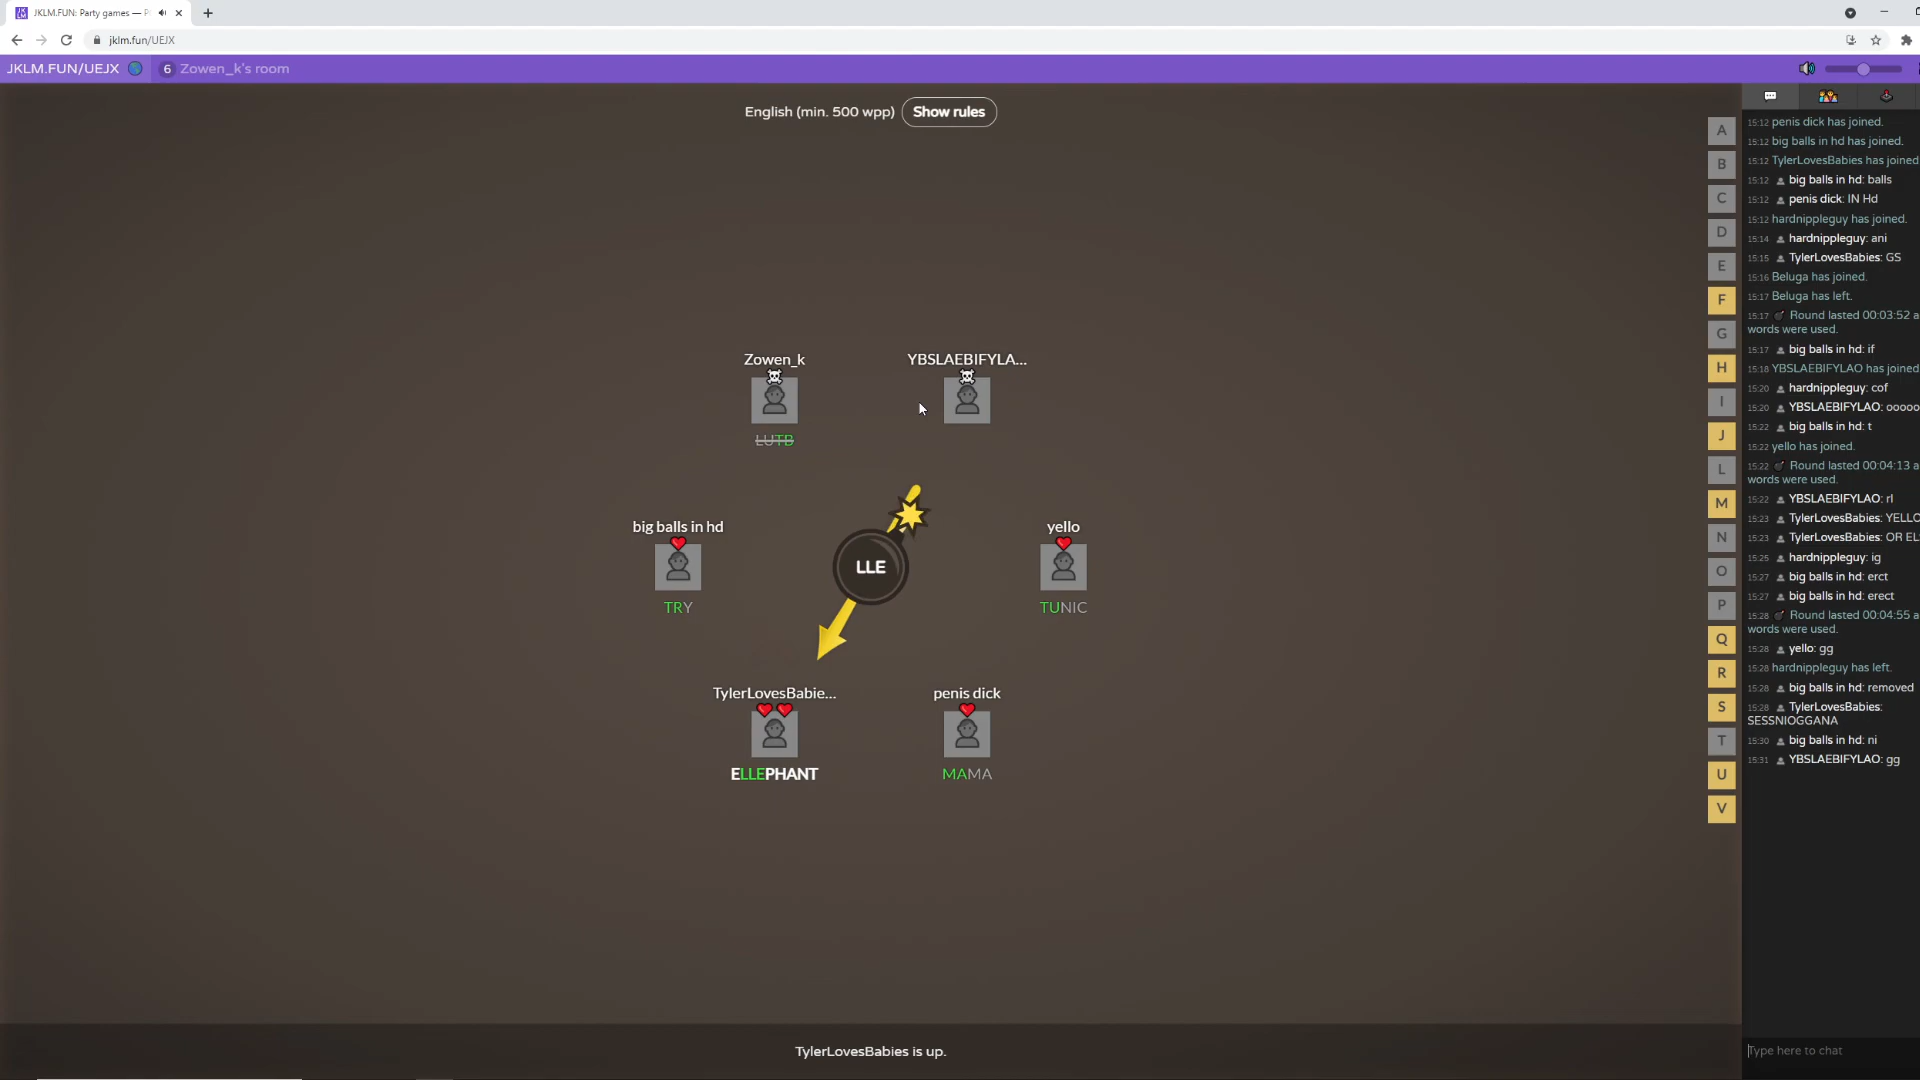 JKLM.FUN: Party games — P
jklm.fun/UEJX
JKLM.FUN/UEJX 6 Zowen_k's room
English (min. 500 wpp) Show rules
Zowen_k
LUTB
YBSLAEBIFYLA...
big balls in hd
TRY
LLE
yello
TUNIC
TylerLovesBabie...
ELLEPHANT
penis dick
MAMA
TylerLovesBabies is up.
A
B
C
D
E
F
G
H
I
J
L
M
N
O
P
Q
R
S
T
U
V
15:12 penis dick has joined.
15:12 big balls in hd has joined.
15:12 TylerLovesBabies has joined
15:12 big balls in hd: balls
15:12 penis dick: IN Hd
15:12 hardnippleguy has joined.
15:14 hardnippleguy: ani
15:15 TylerLovesBabies: GS
15:16 Beluga has joined.
15:17 Beluga has left.
15:17 Round lasted 00:03:52 a
words were used.
15:17 big balls in hd: if
15:18 YBSLAEBIFYLAO has joined
15:20 hardnippleguy: cof
15:20 YBSLAEBIFYLAO: ooooo
15:22 big balls in hd: t
15:22 yello has joined.
15:22 Round lasted 00:04:13 a
words were used.
15:22 YBSLAEBIFYLAO: rl
15:23 TylerLovesBabies: YELLO
15:23 TylerLovesBabies: OR EL
15:25 hardnippleguy: ig
15:27 big balls in hd: erct
15:27 big balls in hd: erect
15:28 Round lasted 00:04:55 a
words were used.
15:28 yello: gg
15:28 hardnippleguy has left.
15:28 big balls in hd: removed
15:28 TylerLovesBabies:
SESSNIOGGANA
15:30 big balls in hd: ni
15:31 YBSLAEBIFYLAO: gg
Type here to chat